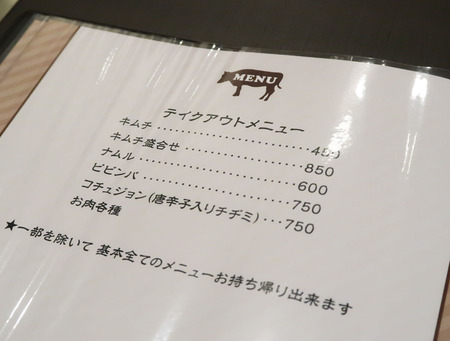 MENU
テイクアウトメニュー
キムチ ………………… 480
キムチ盛合せ ………………… 850
ナムル ………………… 600
ビビンバ ………………… 750
コチュジョン(唐辛子入りチヂミ) … 750
お肉各種
★一部を除いて 基本全てのメニューお持ち帰り出来ます